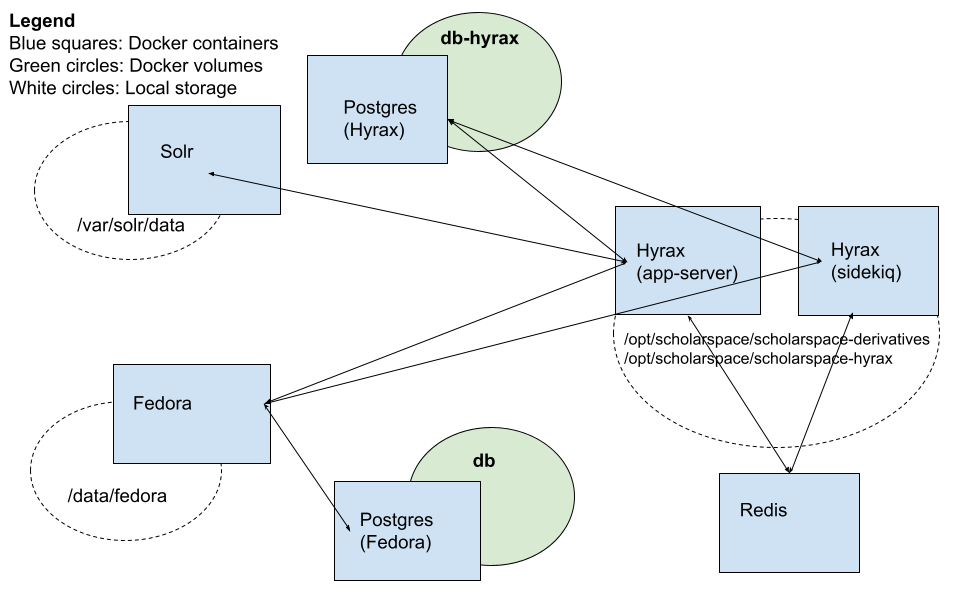 Legend
Blue squares: Docker containers
Green circles: Docker volumes
White circles: Local storage
db-hyrax
Postgres
(Hyrax)
Solr
/var/solr/data
Hyrax
(app-server)
Hyrax
(sidekiq)
/opt/scholarspace/scholarspace-derivatives
/opt/scholarspace/scholarspace-hyrax
Fedora
/data/fedora
db
Postgres
(Fedora)
Redis